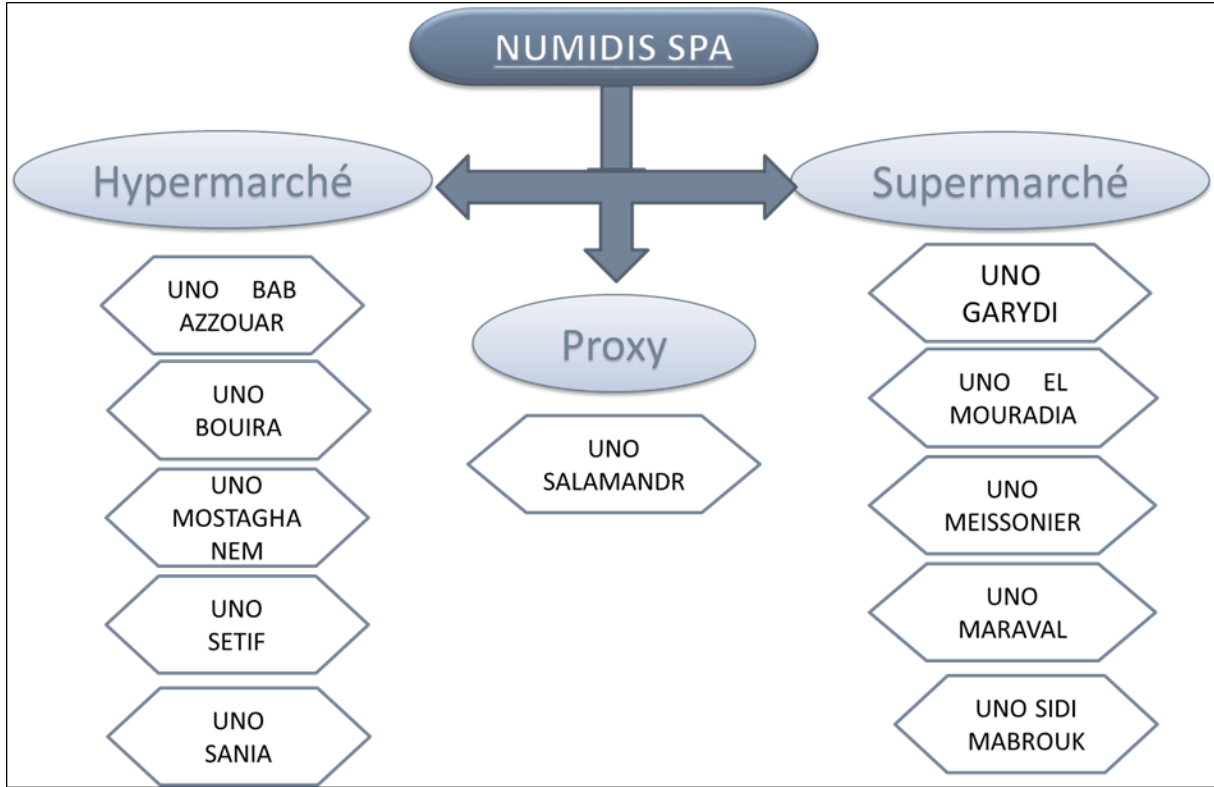 NUMIDIS SPA
Hypermarché
UNO BAB
AZZOUAR
UNO
BOUIRA
UNO
MOSTAGHA
NEM
UNO
SETIF
UNO
SANIA
Proxy
UNO
SALAMANDR
Supermarché
UNO
GARYDI
UNO EL
MOURADIA
UNO
MEISSONIER
UNO
MARAVAL
UNO SIDI
MABROUK